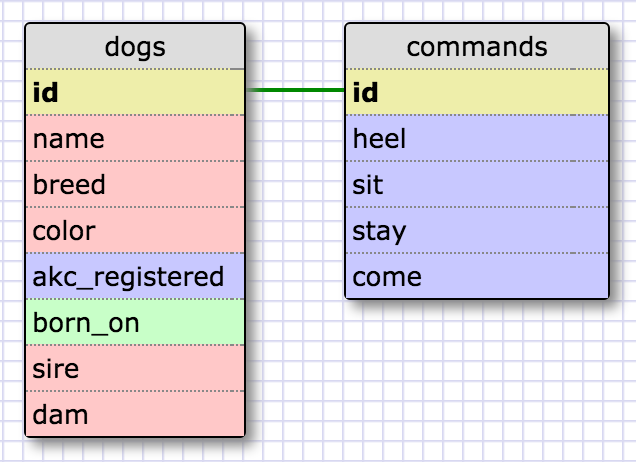 dogs
id
name
breed
color
akc_registered
born_on
sire
dam
commands
id
heel
sit
stay
come